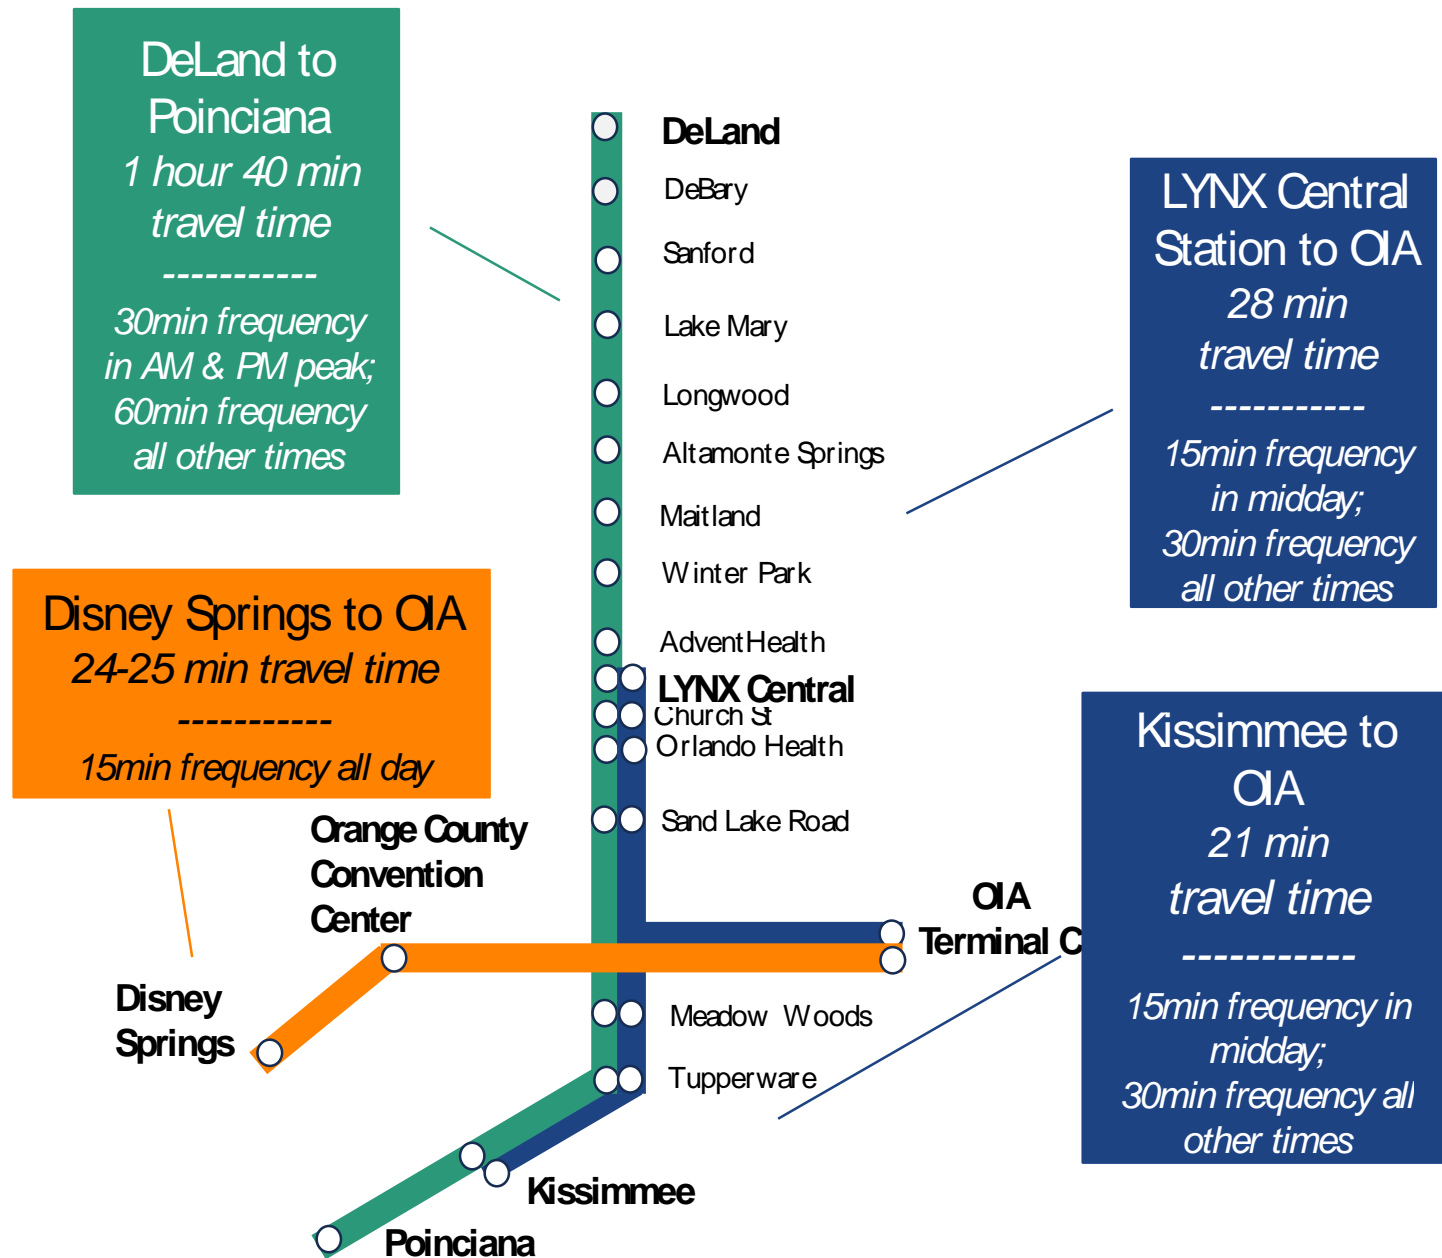 DeLand to
Poinciana
1 hour 40 min
travel time
-----------
30min frequency
in AM & PM peak;
60min frequency
all other times
DeLand
DeBary
Sanford
Lake Mary
Longwood
Altamonte Springs
Maitland
Winter Park
AdventHealth
LYNX Central
Church St
Orlando Health
Sand Lake Road
LYNX Central
Station to OIA
28 min
travel time
-----------
15min frequency
in midday;
30min frequency
all other times
Disney Springs to OIA
24-25 min travel time
-----------
15min frequency all day
Orange County
Convention
Center
Disney
Springs
OIA
Terminal C
Meadow Woods
Tupperware
Kissimmee
Poinciana
Kissimmee to
OIA
21 min
travel time
-----------
15min frequency in
midday;
30min frequency all
other times